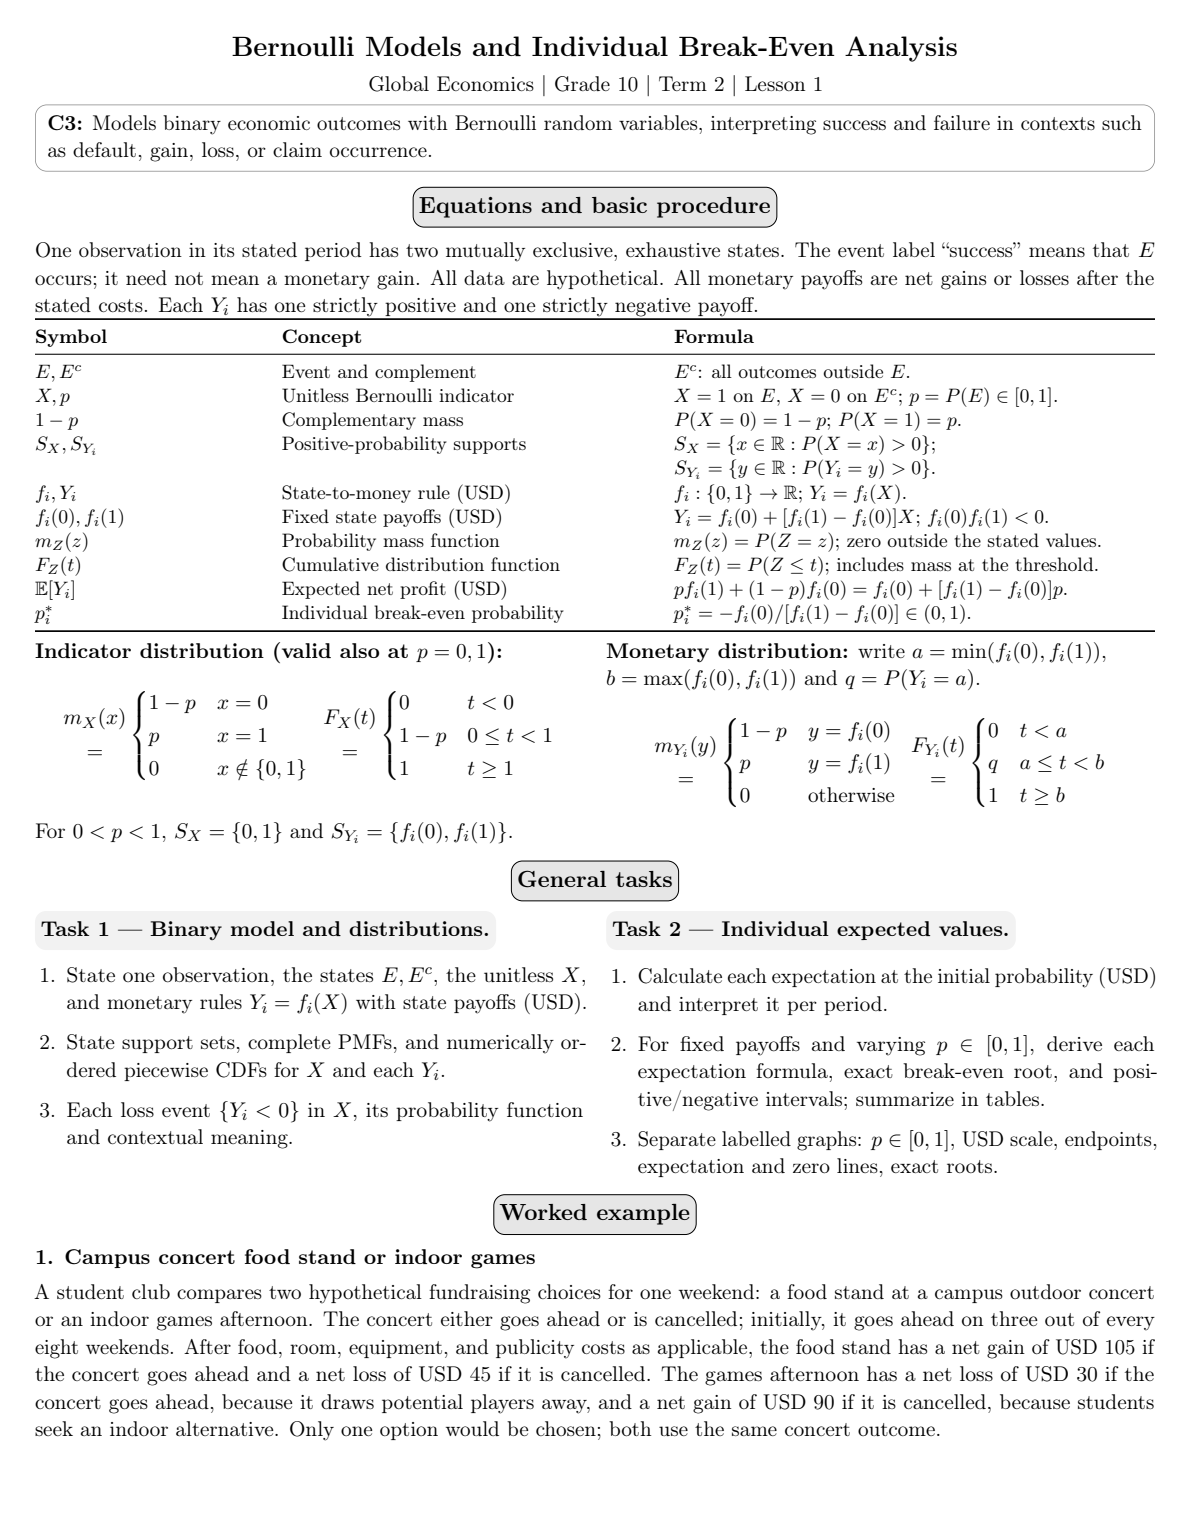 Bernoulli Models and Individual Break-Even Analysis
Global Economics | Grade 10 | Term 2 | Lesson 1
C3: Models binary economic outcomes with Bernoulli random variables, interpreting success and failure in contexts such
as default, gain, loss, or claim occurrence.
Equations and basic procedure
One observation in its stated period has two mutually exclusive, exhaustive states. The event label “success” means that E
occurs; it need not mean a monetary gain. All data are hypothetical. All monetary payoffs are net gains or losses after the
stated costs. Each Y_i has one strictly positive and one strictly negative payoff.
Symbol Concept Formula
E, E^c Event and complement E^c: all outcomes outside E.
X, p Unitless Bernoulli indicator X = 1 on E, X = 0 on E^c; p = P(E) ∈ [0, 1].
1 − p Complementary mass P(X = 0) = 1 − p; P(X = 1) = p.
S_X, S_{Y_i} Positive-probability supports S_X = {x ∈ ℝ : P(X = x) > 0};
S_{Y_i} = {y ∈ ℝ : P(Y_i = y) > 0}.
f_i, Y_i State-to-money rule (USD) f_i : {0, 1} → ℝ; Y_i = f_i(X).
f_i(0), f_i(1) Fixed state payoffs (USD) Y_i = f_i(0) + [f_i(1) − f_i(0)]X; f_i(0)f_i(1) < 0.
m_Z(z) Probability mass function m_Z(z) = P(Z = z); zero outside the stated values.
F_Z(t) Cumulative distribution function F_Z(t) = P(Z ≤ t); includes mass at the threshold.
𝔼[Y_i] Expected net profit (USD) pf_i(1) + (1 − p)f_i(0) = f_i(0) + [f_i(1) − f_i(0)]p.
p_i^* Individual break-even probability p_i^* = −f_i(0)/[f_i(1) − f_i(0)] ∈ (0, 1).
Indicator distribution (valid also at p = 0, 1):
m_X(x) = { 1 − p x = 0
p x = 1
0 x ∉ {0, 1}
F_X(t) = { 0 t < 0
1 − p 0 ≤ t < 1
1 t ≥ 1
For 0 < p < 1, S_X = {0, 1} and S_{Y_i} = {f_i(0), f_i(1)}.
Monetary distribution: write a = min(f_i(0), f_i(1)),
b = max(f_i(0), f_i(1)) and q = P(Y_i = a).
m_{Y_i}(y) = { 1 − p y = f_i(0)
p y = f_i(1)
0 otherwise
F_{Y_i}(t) = { 0 t < a
q a ≤ t < b
1 t ≥ b
General tasks
Task 1 — Binary model and distributions.
1. State one observation, the states E, E^c, the unitless X,
and monetary rules Y_i = f_i(X) with state payoffs (USD).
2. State support sets, complete PMFs, and numerically or-
dered piecewise CDFs for X and each Y_i.
3. Each loss event {Y_i < 0} in X, its probability function
and contextual meaning.
Task 2 — Individual expected values.
1. Calculate each expectation at the initial probability (USD)
and interpret it per period.
2. For fixed payoffs and varying p ∈ [0, 1], derive each
expectation formula, exact break-even root, and posi-
tive/negative intervals; summarize in tables.
3. Separate labelled graphs: p ∈ [0, 1], USD scale, endpoints,
expectation and zero lines, exact roots.
Worked example
1. Campus concert food stand or indoor games
A student club compares two hypothetical fundraising choices for one weekend: a food stand at a campus outdoor concert
or an indoor games afternoon. The concert either goes ahead or is cancelled; initially, it goes ahead on three out of every
eight weekends. After food, room, equipment, and publicity costs as applicable, the food stand has a net gain of USD 105 if
the concert goes ahead and a net loss of USD 45 if it is cancelled. The games afternoon has a net loss of USD 30 if the
concert goes ahead, because it draws potential players away, and a net gain of USD 90 if it is cancelled, because students
seek an indoor alternative. Only one option would be chosen; both use the same concert outcome.